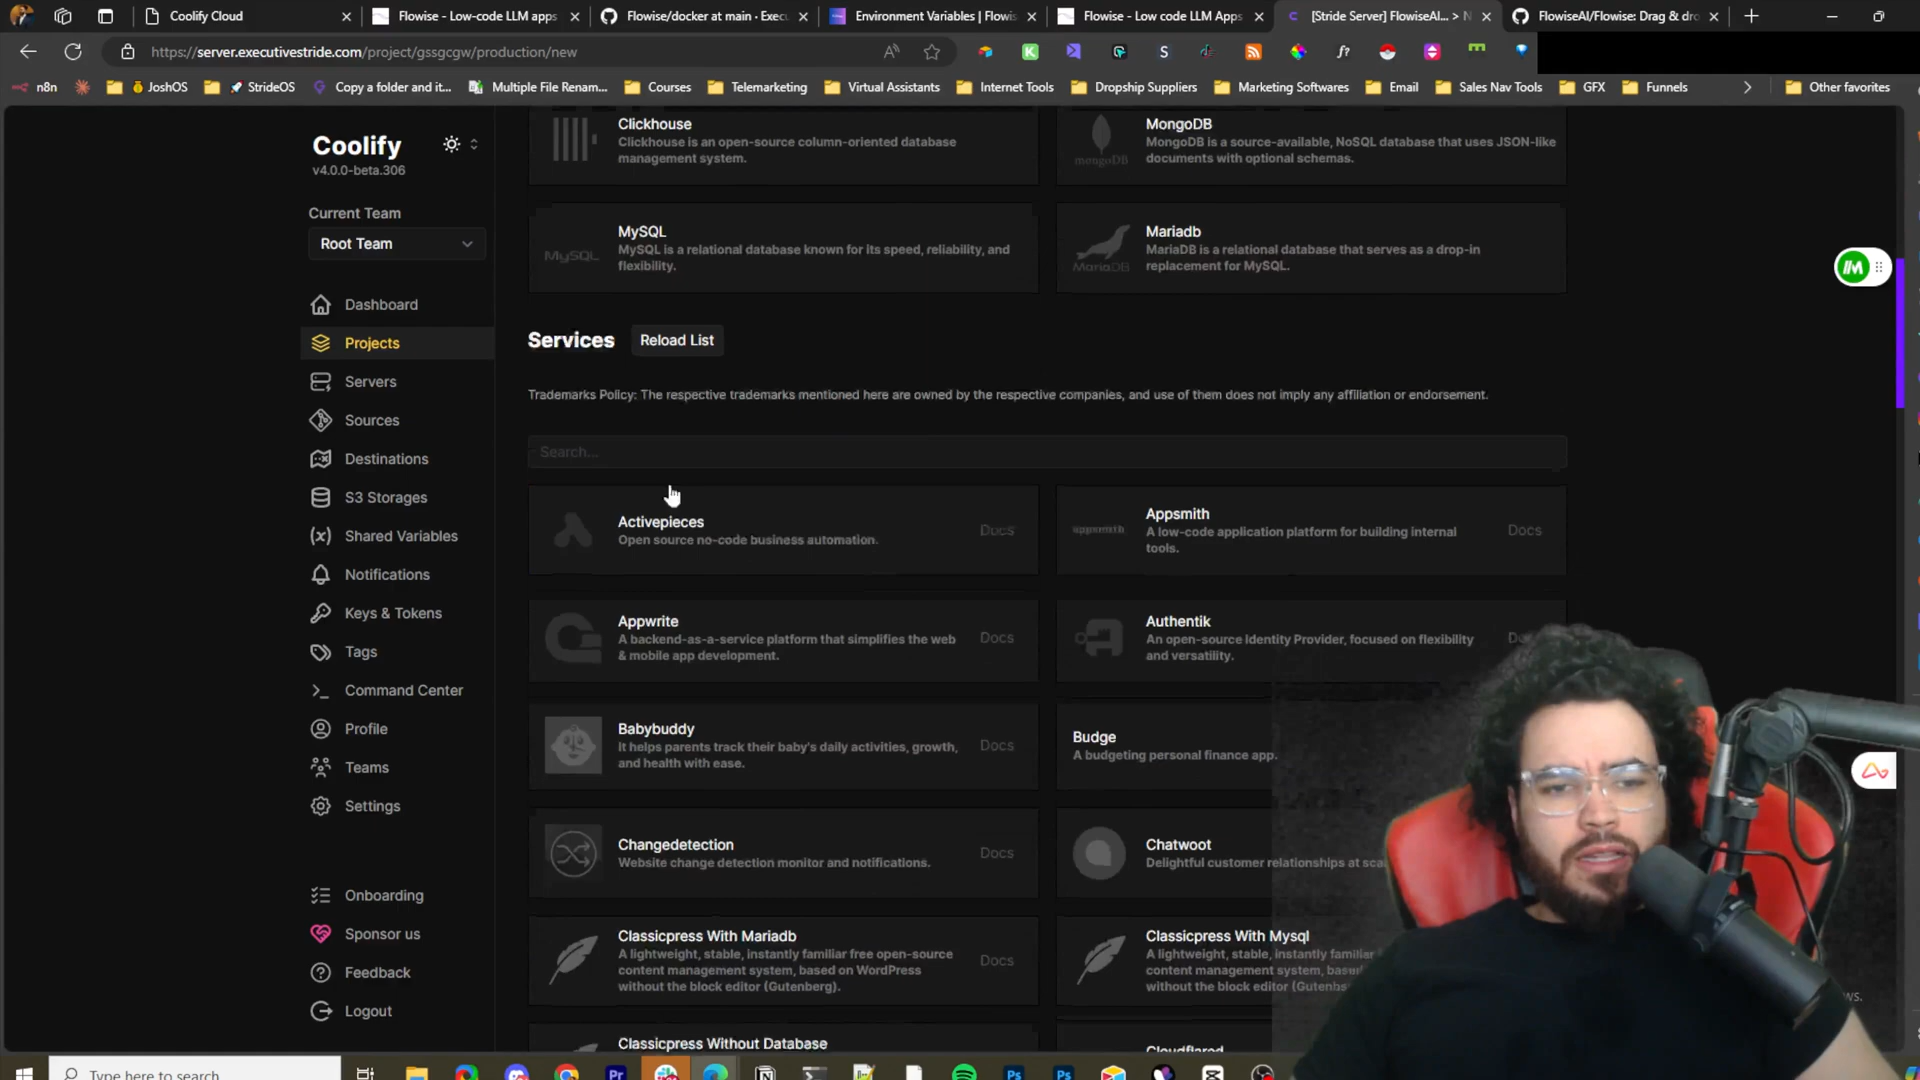 Coolify Cloud
Flowise - Low-code LLM apps
Flowise/docker at main · Execu
Environment Variables | Flowis
Flowise - Low code LLM Apps
[Stride Server] FlowiseAI... > N
FlowiseAI/Flowise: Drag & dro
https://server.executivestride.com/project/gssgcgw/production/new
n8n
JoshOS
StrideOS
Copy a folder and it...
Multiple File Renam...
Courses
Telemarketing
Virtual Assistants
Internet Tools
Dropship Suppliers
Marketing Softwares
Email
Sales Nav Tools
GFX
Funnels
Other favorites
Coolify
v4.0.0-beta.306
Current Team
Root Team
Dashboard
Projects
Servers
Sources
Destinations
S3 Storages
Shared Variables
Notifications
Keys & Tokens
Tags
Command Center
Profile
Teams
Settings
Onboarding
Sponsor us
Feedback
Logout
Clickhouse
Clickhouse is an open-source column-oriented database
management system.
mongoDB
MongoDB
MongoDB is a source-available, NoSQL database that uses JSON-like
documents with optional schemas.
MySQL
MySQL
MySQL is a relational database known for its speed, reliability, and
flexibility.
MariaDB
Mariadb
MariaDB is a relational database that serves as a drop-in
replacement for MySQL.
Services
Reload List
Trademarks Policy: The respective trademarks mentioned here are owned by the respective companies, and use of them does not imply any affiliation or endorsement.
Search...
Activepieces
Open source no-code business automation.
Docs
appsmith
Appsmith
A low-code application platform for building internal
tools.
Docs
Appwrite
A backend-as-a-service platform that simplifies the web
& mobile app development.
Docs
Authentik
An open-source Identity Provider, focused on flexibility
and versatility.
Babybuddy
It helps parents track their baby's daily activities, growth,
and health with ease.
Docs
Budge
A budgeting personal finance app.
Changedetection
Website change detection monitor and notifications.
Docs
Chatwoot
Delightful customer relationships at sca
Classicpress With Mariadb
A lightweight, stable, instantly familiar free open-source
content management system, based on WordPress
without the block editor (Gutenberg).
Docs
Classicpress With Mysql
A lightweight, stable, instantly familiar
content management system, based
without the block editor (Gutenb
Classicpress Without Database
Cloudflared
Type here to search